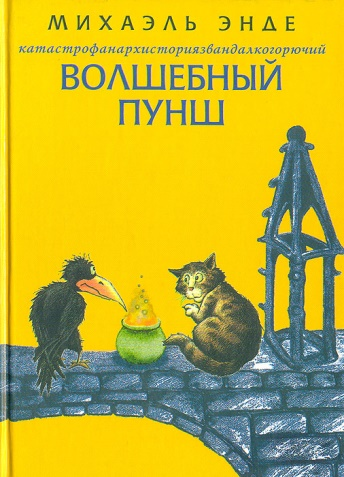 МИХАЭЛЬ ЭНДЕ
катастрофанархисториязвандалкогорючий
ВОЛШЕБНЫЙ
ПУНШ